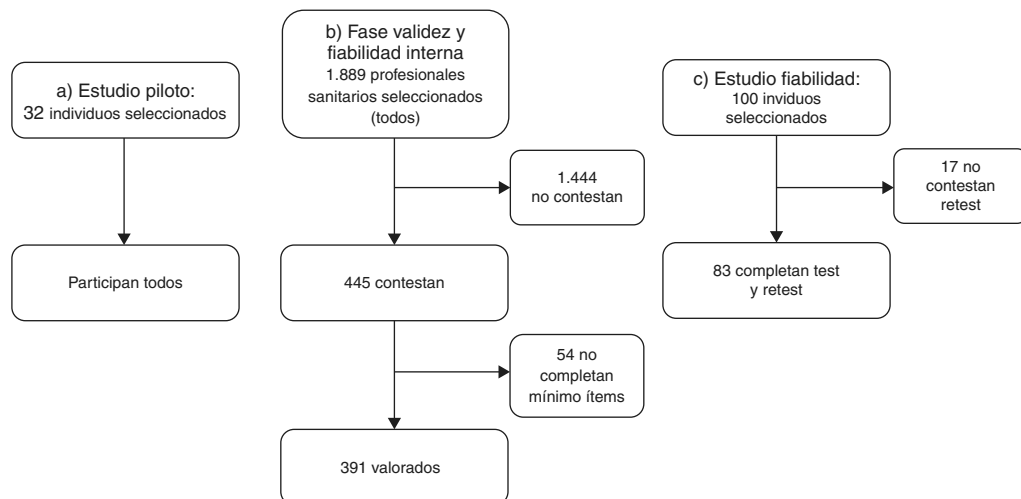 a) Estudio piloto:
32 individuos seleccionados
Participan todos
b) Fase validez y
fiabilidad interna
1.889 profesionales
sanitarios seleccionados
(todos)
1.444
no contestan
445 contestan
54 no
completan
mínimo ítems
391 valorados
c) Estudio fiabilidad:
100 inviduos
seleccionados
17 no
contestan
retest
83 completan test
y retest